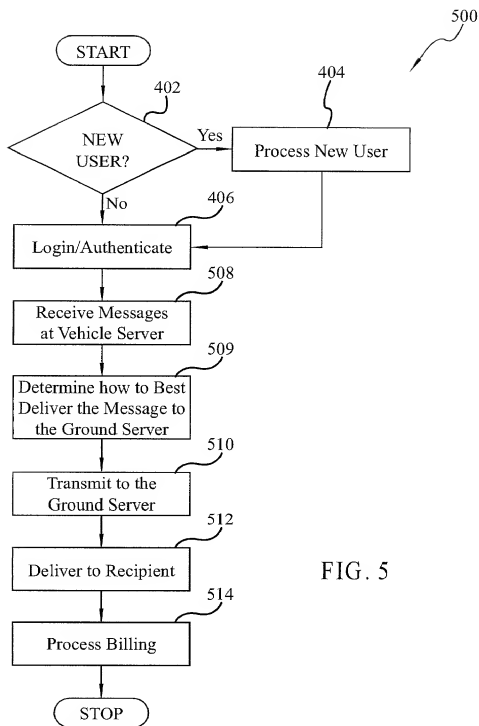 500
START
402
404
NEW
USER?
Yes
Process New User
No
406
Login/Authenticate
508
Receive Messages
at Vehicle Server
509
Determine how to Best
Deliver the Message to
the Ground Server
510
Transmit to the
Ground Server
512
Deliver to Recipient
FIG. 5
514
Process Billing
STOP